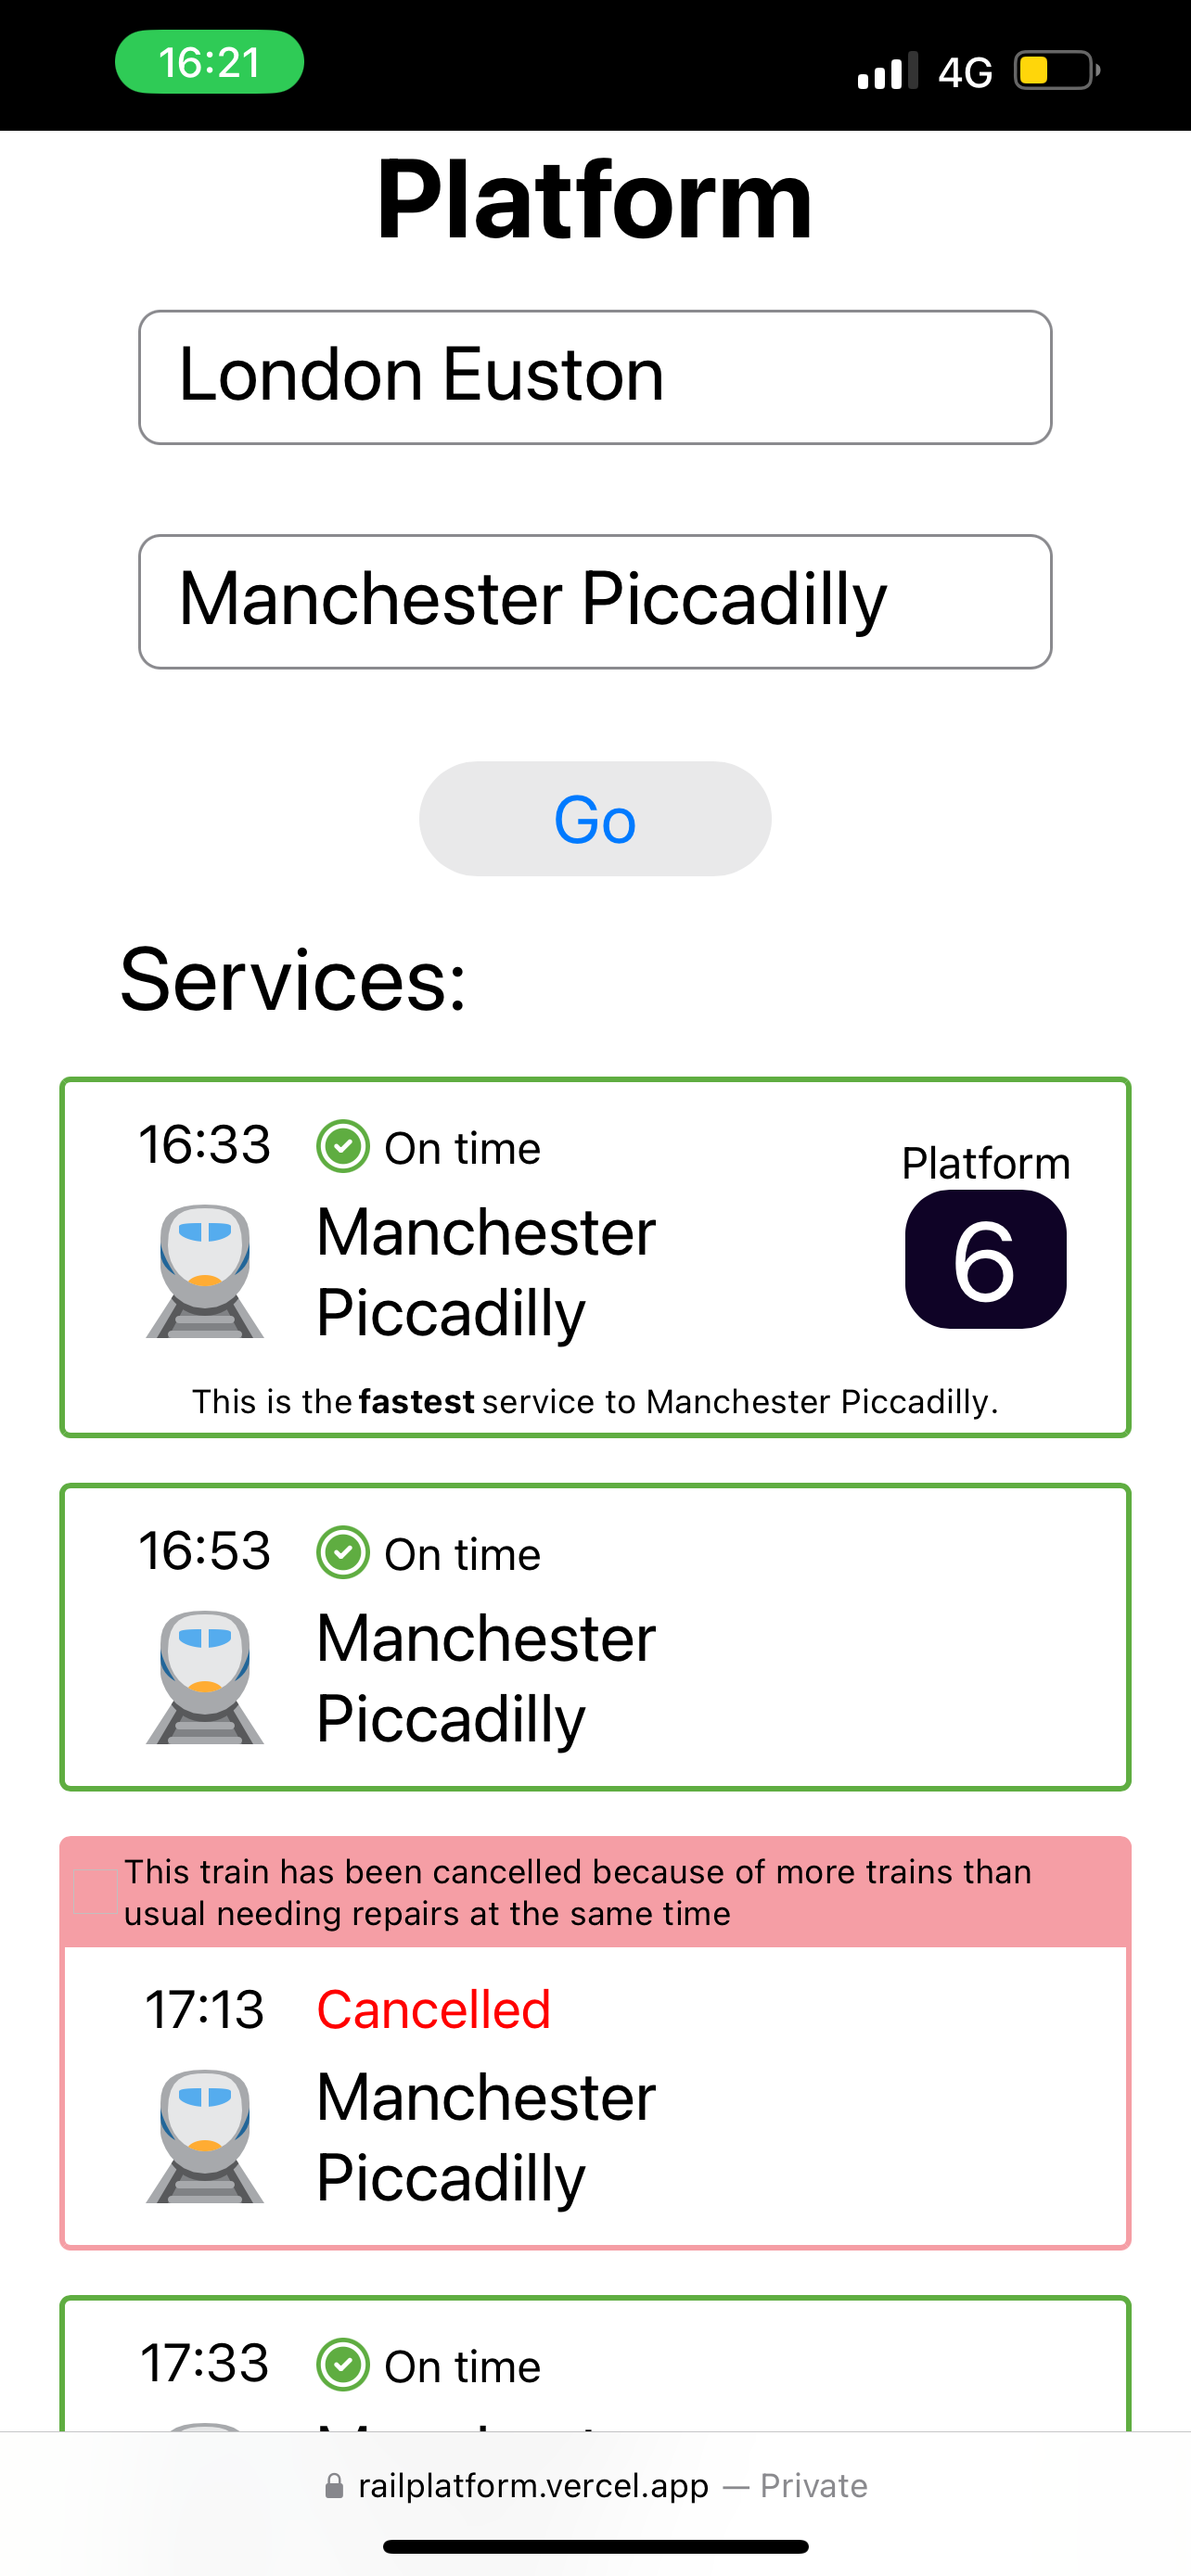 16:21
4G
Platform
London Euston
Manchester Piccadilly
Go
Services:
16:33
On time
Platform
Manchester
Piccadilly
6
This is the fastest service to Manchester Piccadilly.
16:53
On time
Manchester
Piccadilly
This train has been cancelled because of more trains than
usual needing repairs at the same time
17:13
Cancelled
Manchester
Piccadilly
17:33
On time
railplatform.vercel.app — Private